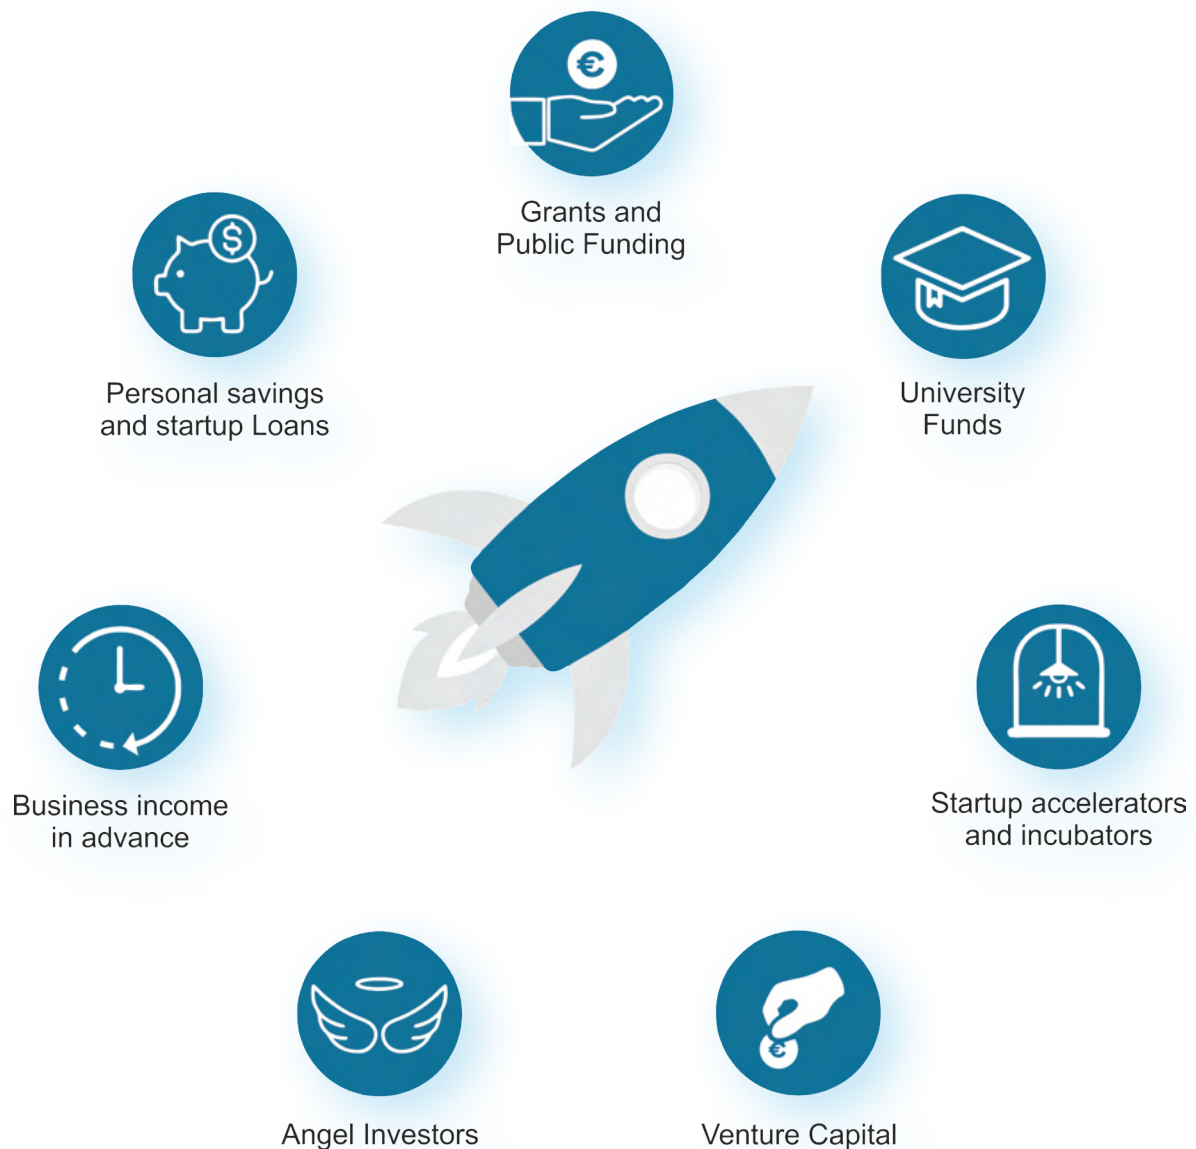 €
Grants and
Public Funding
$
Personal savings
and startup Loans
University
Funds
Business income
in advance
Startup accelerators
and incubators
Angel Investors
€
Venture Capital